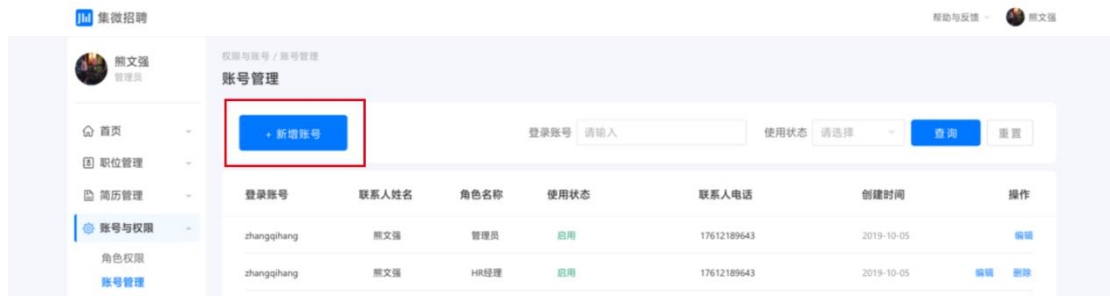 集微招聘
帮助与反馈 熊文强
熊文强
管理员
权限与账号 / 账号管理
账号管理
首页
职位管理
简历管理
账号与权限
角色权限
账号管理
+ 新增账号 登录账号 请输入 使用状态 请选择 查询 重置
登录账号 联系人姓名 角色名称 使用状态 联系人电话 创建时间 操作
zhangqihang 熊文强 管理员 启用 17612189643 2019-10-05 编辑
zhangqihang 熊文强 HR经理 启用 17612189643 2019-10-05 编辑 删除